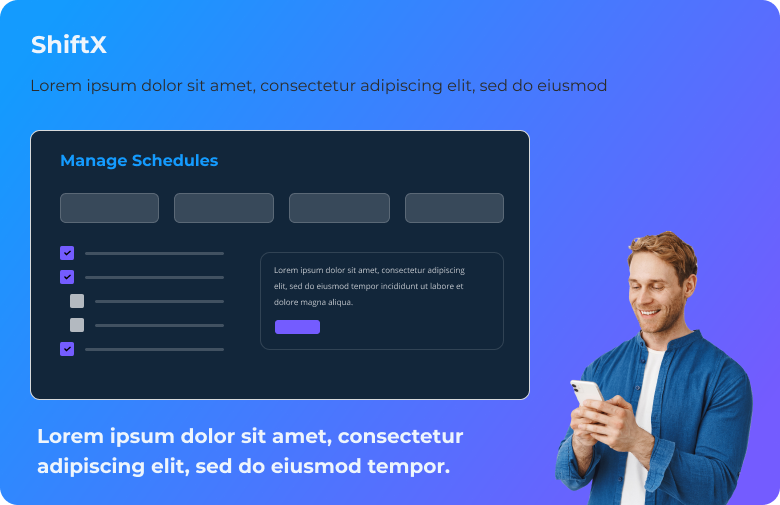 ShiftX
Lorem ipsum dolor sit amet, consectetur adipiscing elit, sed do eiusmod
Manage Schedules
Lorem ipsum dolor sit amet, consectetur adipiscing
elit, sed do eiusmod tempor incididunt ut labore et
dolore magna aliqua.
Lorem ipsum dolor sit amet, consectetur
adipiscing elit, sed do eiusmod tempor.